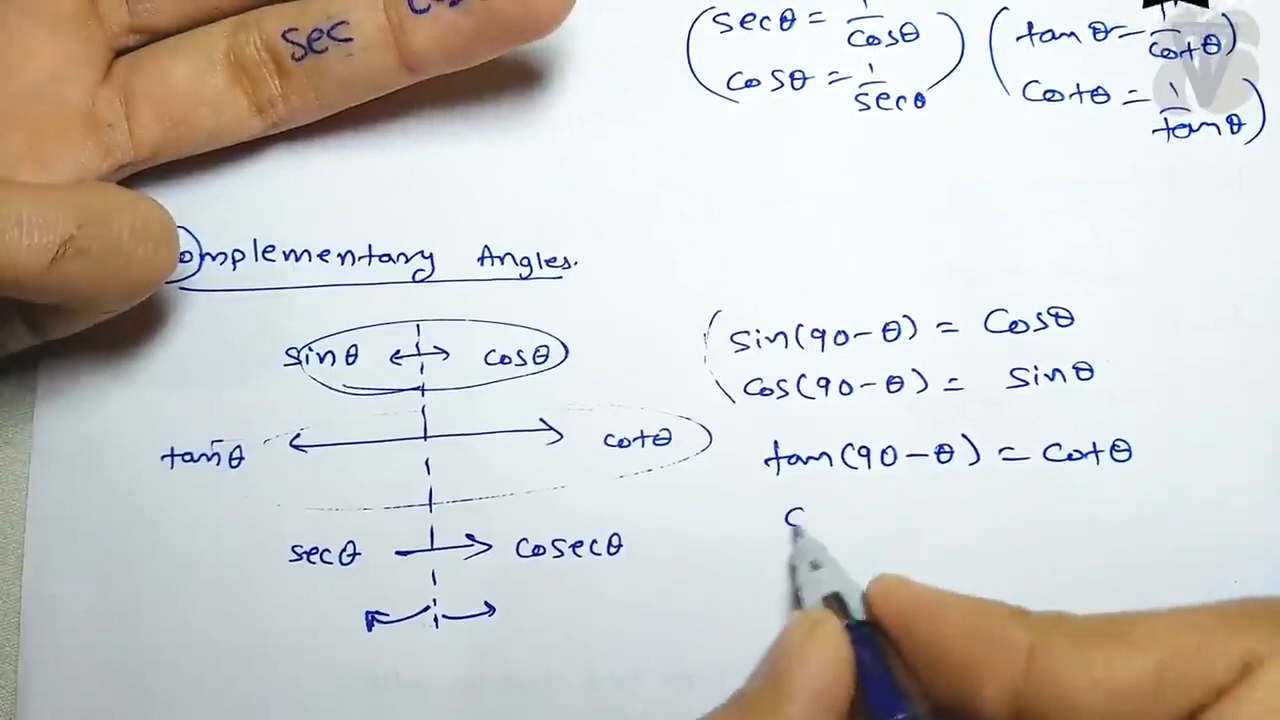 sec
secθ = 1/cosθ
cosθ = 1/secθ
tanθ = 1/cotθ
cotθ = 1/tanθ
omplementary Angles.
sinθ ↔ cosθ
tanθ ↔ cotθ
secθ → cosecθ
sin(90-θ) = Cosθ
cos(90-θ) = sinθ
tan(90-θ) = cotθ
C